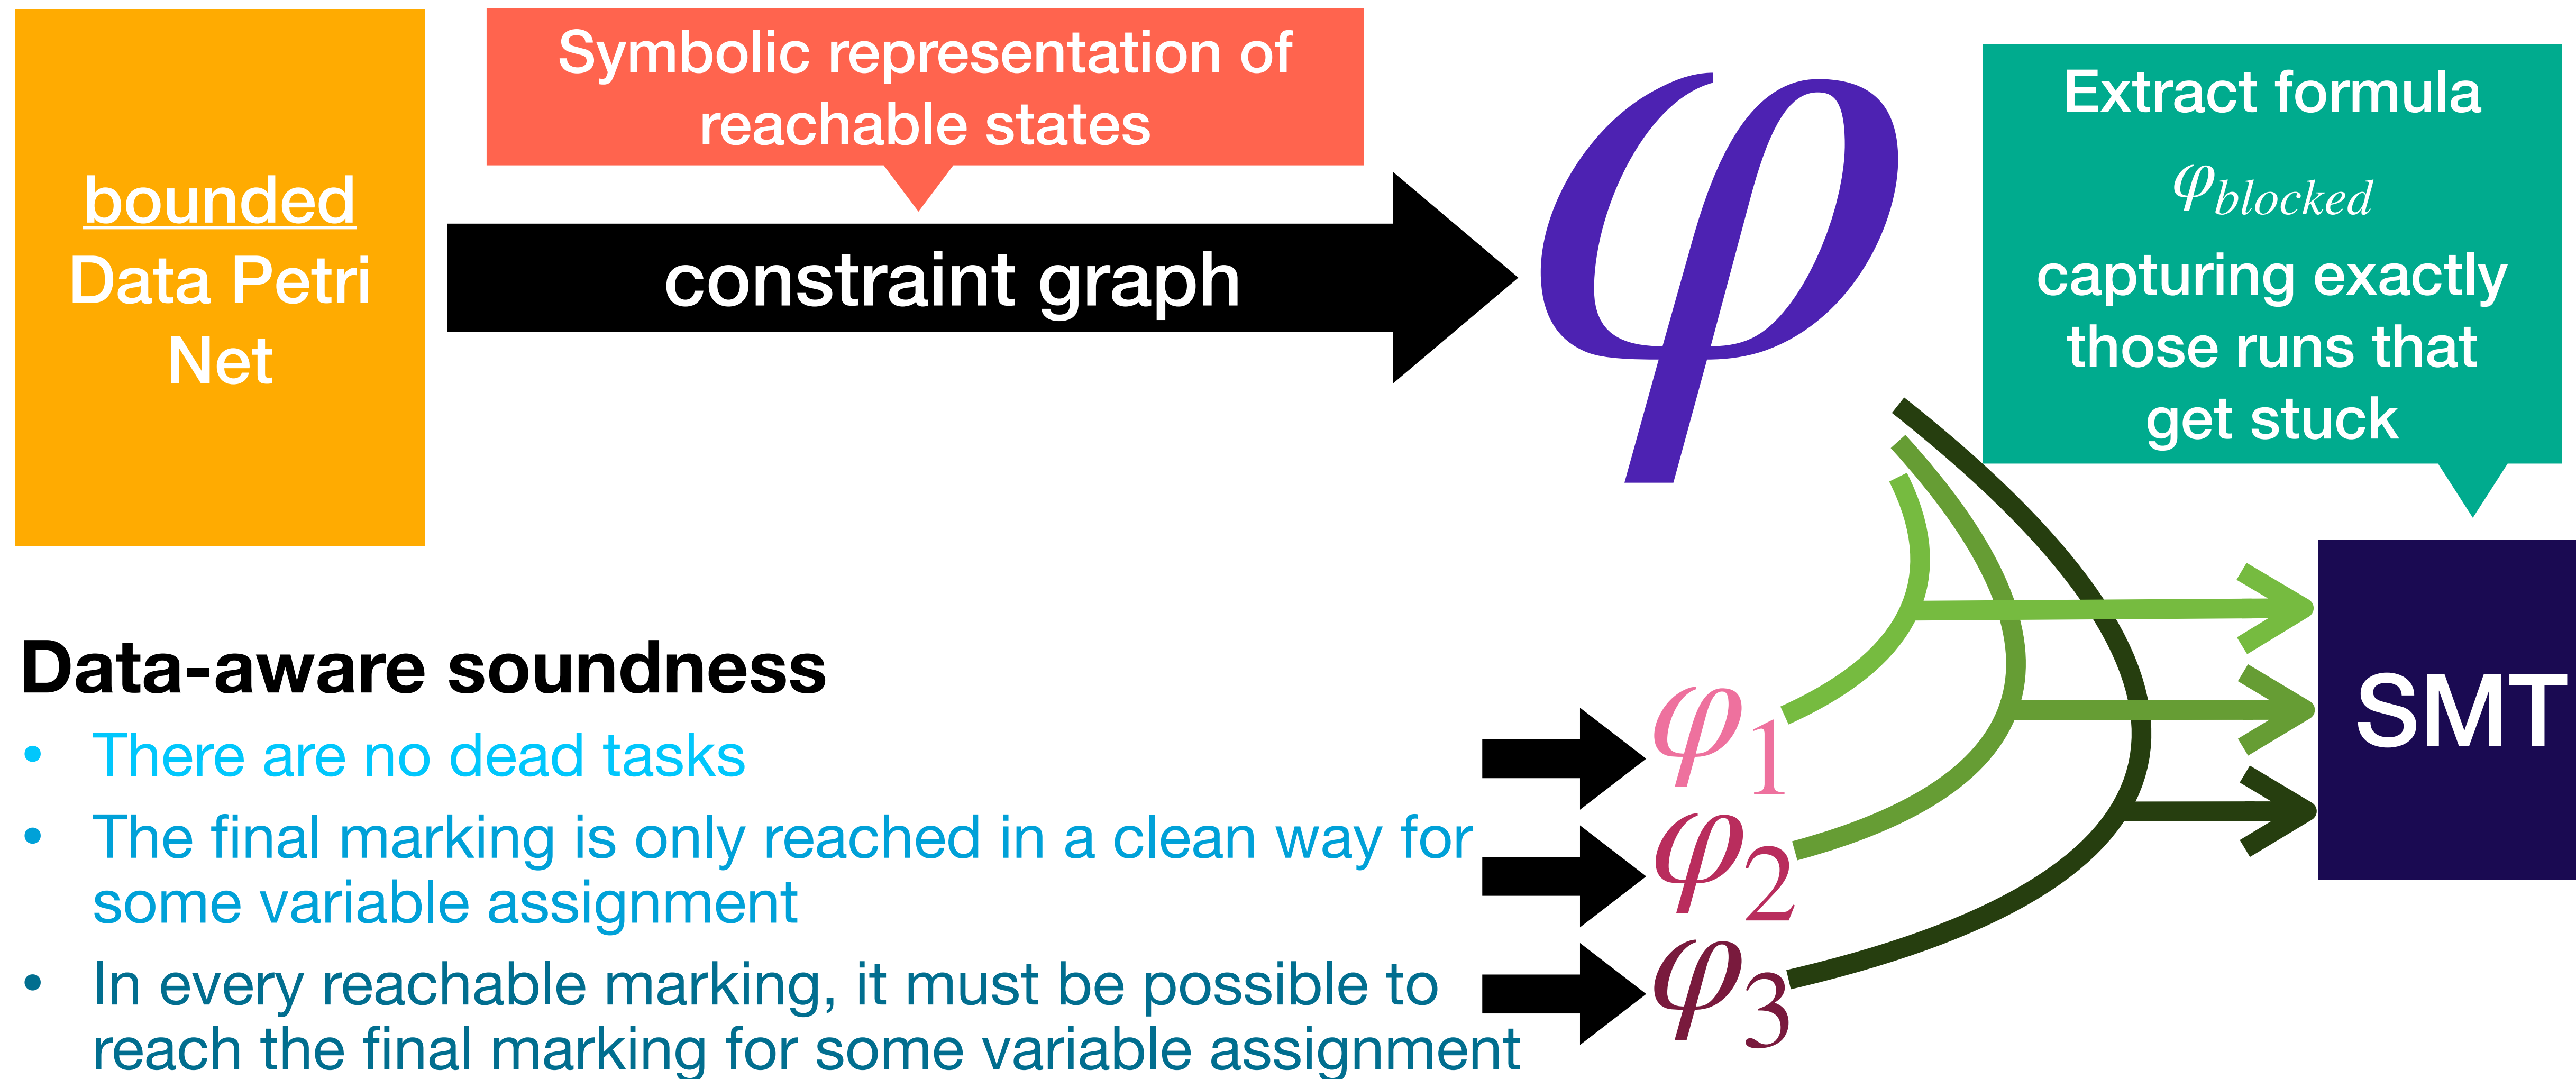 bounded
Data Petri
Net
Symbolic representation of
reachable states
constraint graph
φ
Extract formula
φ_blocked
capturing exactly
those runs that
get stuck
SMT
Data-aware soundness
• There are no dead tasks
• The final marking is only reached in a clean way for
some variable assignment
• In every reachable marking, it must be possible to
reach the final marking for some variable assignment
φ₁
φ₂
φ₃